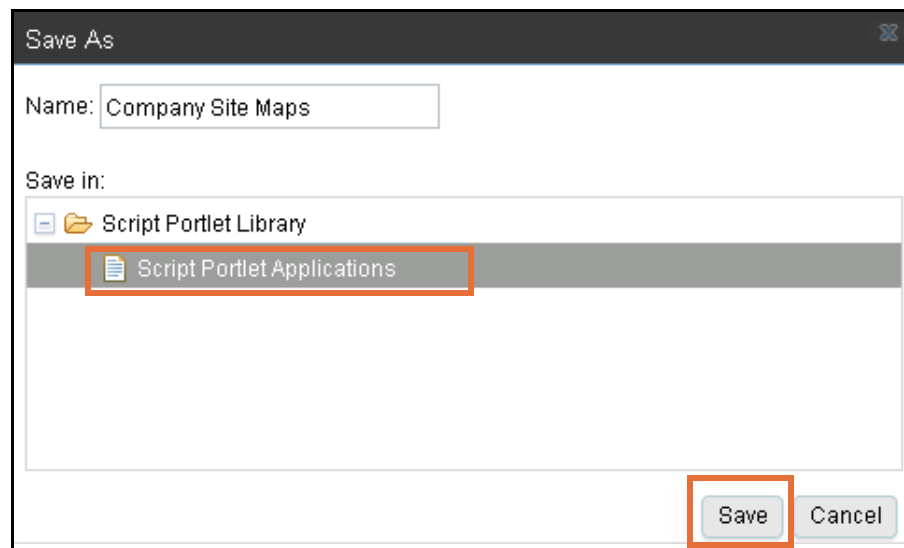 Save As
Name: Company Site Maps
Save in:
Script Portlet Library
Script Portlet Applications
Save Cancel